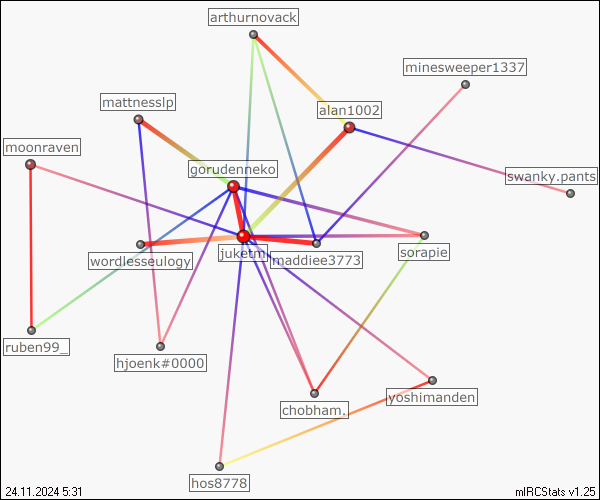 arthurnovack
minesweeper1337
mattnesslp
alan1002
moonraven
gorudenneko
swanky.pants
juketm
maddiee3773
sorapie
wordlesseulogy
ruben99_
hjoenk#0000
chobham.
yoshimanden
hos8778
24.11.2024 5:31
mIRCStats v1.25